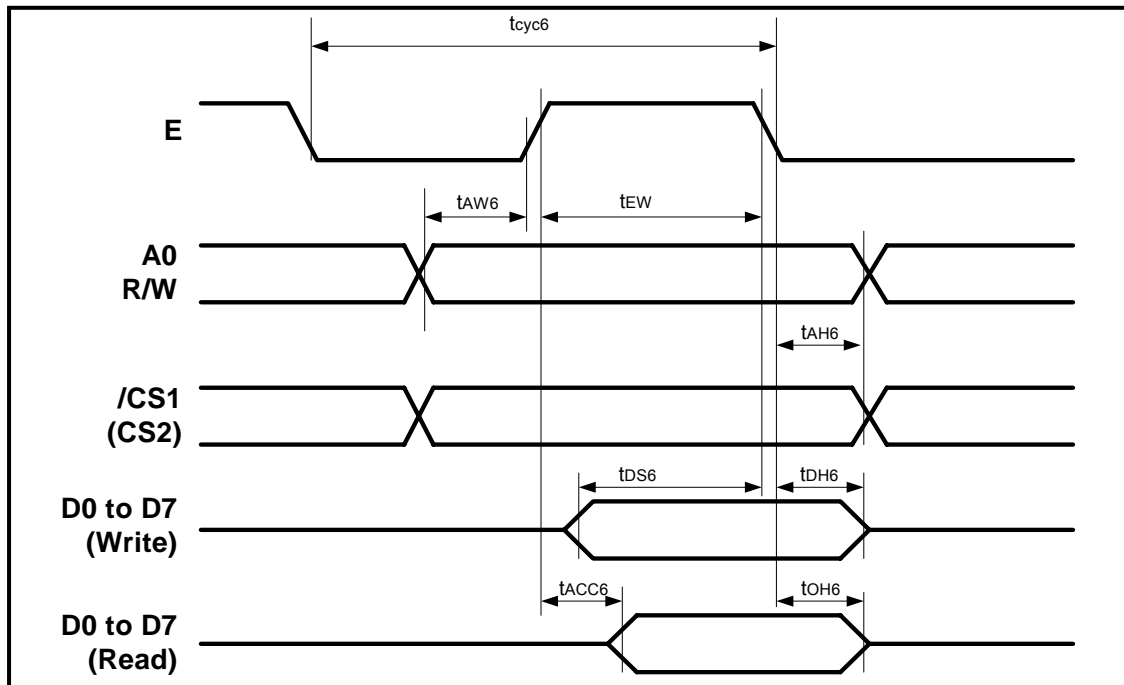 tCYC6
E
tAW6
tEW
A0
R/W
tAH6
/CS1
(CS2)
tDS6
tDH6
D0 to D7
(Write)
tACC6
tOH6
D0 to D7
(Read)